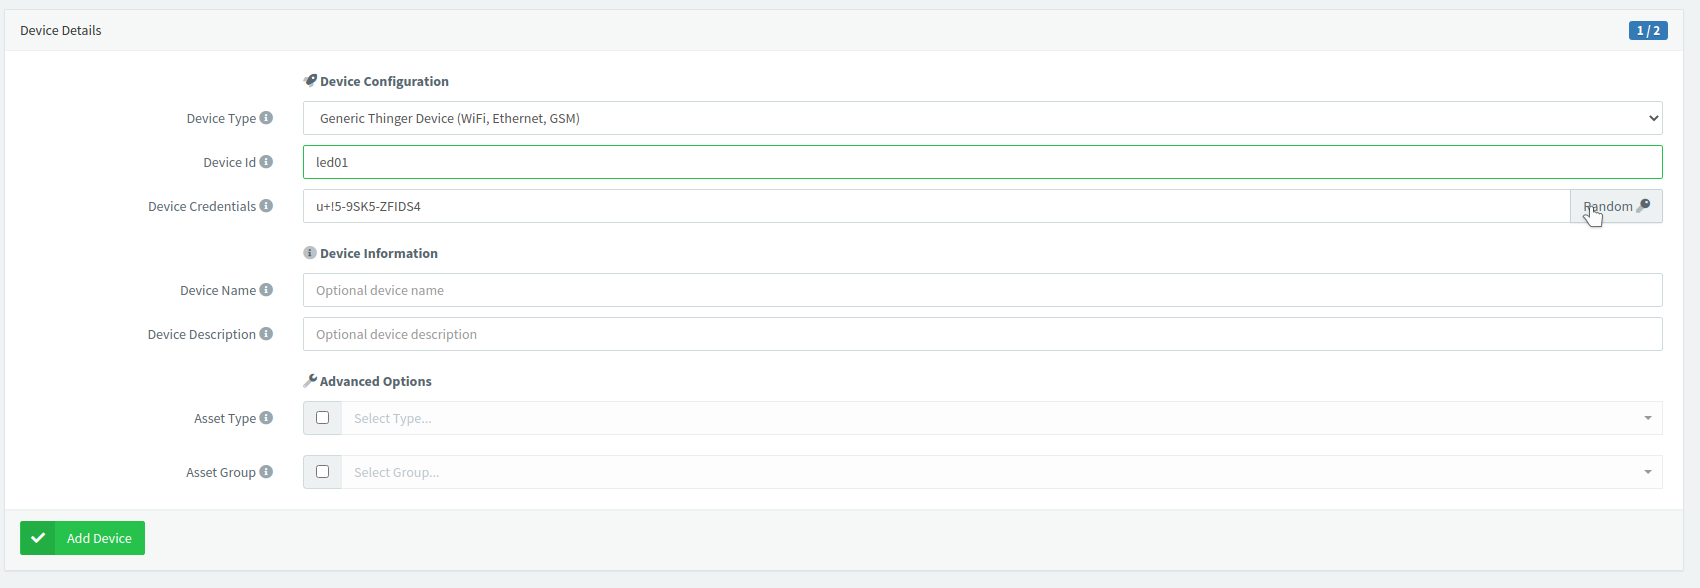 Device Details
1 / 2
Device Configuration
Device Type
Generic Thinger Device (WiFi, Ethernet, GSM)
Device Id
led01
Device Credentials
u+!5-9SK5-ZFIDS4
Random
Device Information
Device Name
Optional device name
Device Description
Optional device description
Advanced Options
Asset Type
Select Type...
Asset Group
Select Group...
Add Device